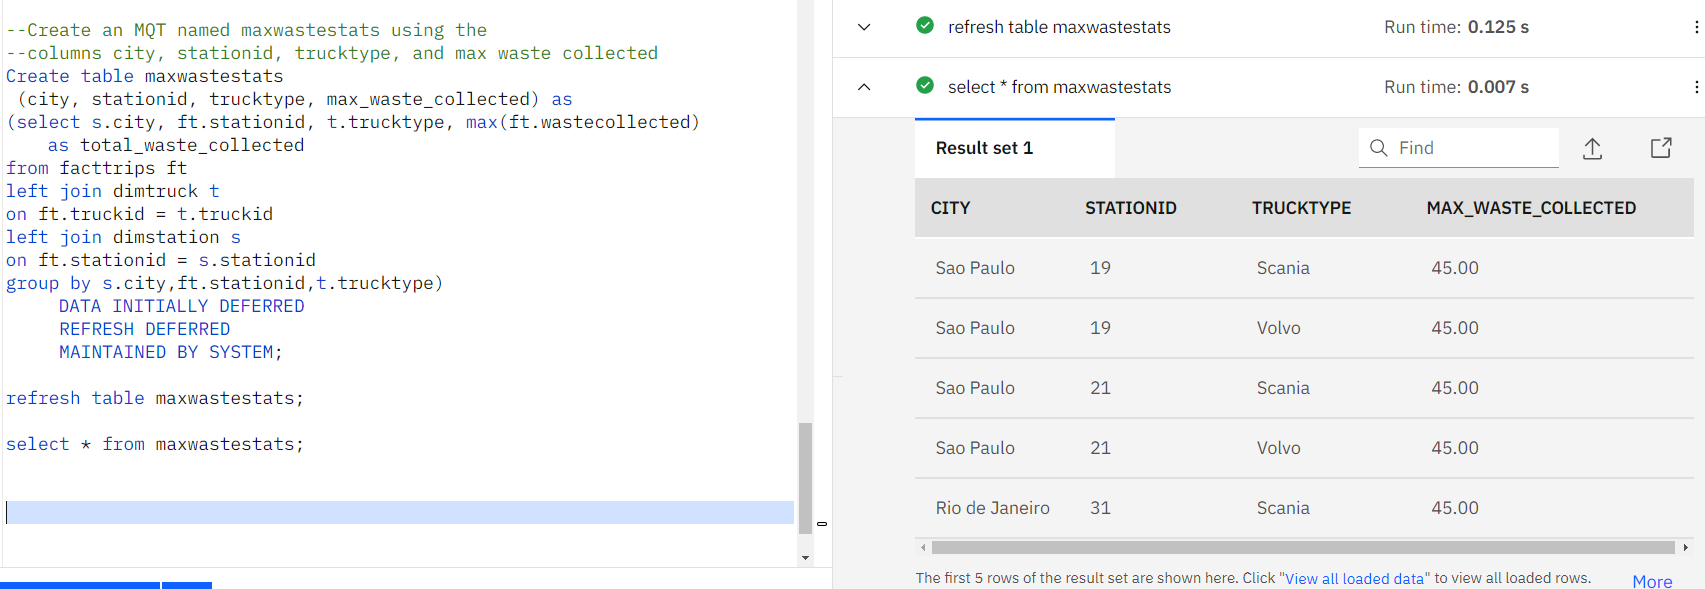 --Create an MQT named maxwastestats using the
--columns city, stationid, trucktype, and max waste collected
Create table maxwastestats
(city, stationid, trucktype, max_waste_collected) as
(select s.city, ft.stationid, t.trucktype, max(ft.wastecollected)
as total_waste_collected
from facttrips ft
left join dimtruck t
on ft.truckid = t.truckid
left join dimstation s
on ft.stationid = s.stationid
group by s.city,ft.stationid,t.trucktype)
DATA INITIALLY DEFERRED
REFRESH DEFERRED
MAINTAINED BY SYSTEM;
refresh table maxwastestats;
select * from maxwastestats;
refresh table maxwastestats Run time: 0.125 s
select * from maxwastestats Run time: 0.007 s
Result set 1 Find
CITY STATIONID TRUCKTYPE MAX_WASTE_COLLECTED
Sao Paulo 19 Scania 45.00
Sao Paulo 19 Volvo 45.00
Sao Paulo 21 Scania 45.00
Sao Paulo 21 Volvo 45.00
Rio de Janeiro 31 Scania 45.00
The first 5 rows of the result set are shown here. Click "View all loaded data" to view all loaded rows. More